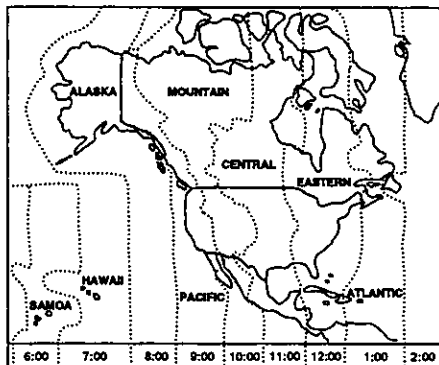 ALASKA
MOUNTAIN
CENTRAL
EASTERN
HAWAII
SAMOA
PACIFIC
ATLANTIC
6:00 7:00 8:00 9:00 10:00 11:00 12:00 1:00 2:00